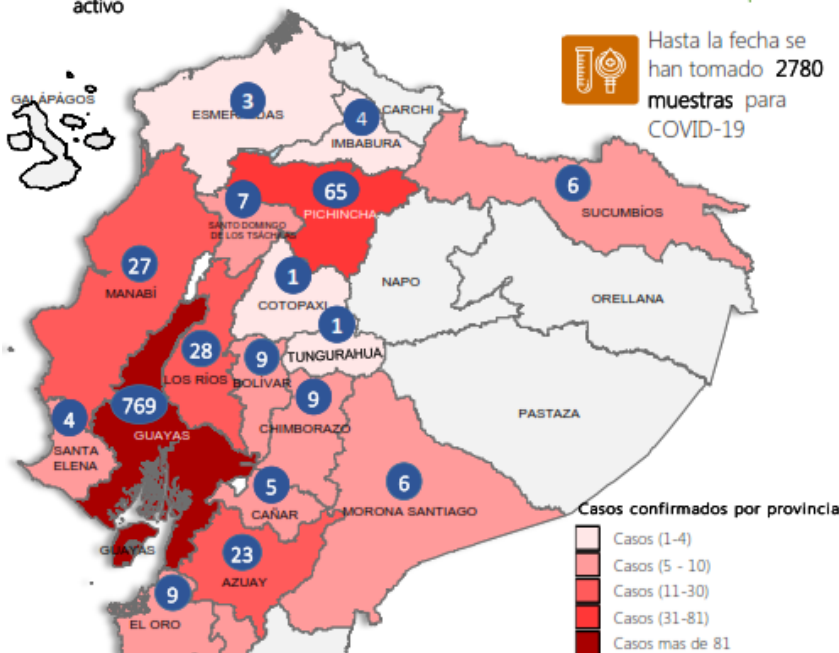 activo
Hasta la fecha se
han tomado 2780
muestras para
COVID-19
GALÁPÁGOS
3
ESMERALDAS
4
CARCHI
IMBABURA
65
PICHINCHA
6
SUCUMBÍOS
7
SANTO DOMINGO
DE LOS TSÁCHILAS
27
MANABÍ
1
COTOPAXI
NAPO
ORELLANA
1
TUNGURAHUA
28
LOS RÍOS
9
BOLÍVAR
9
CHIMBORAZO
PASTAZA
769
GUAYAS
4
SANTA
ELENA
5
CAÑAR
6
MORONA SANTIAGO
GUAYAS
23
AZUAY
9
EL ORO
Casos confirmados por provincia
Casos (1-4)
Casos (5 - 10)
Casos (11-30)
Casos (31-81)
Casos mas de 81